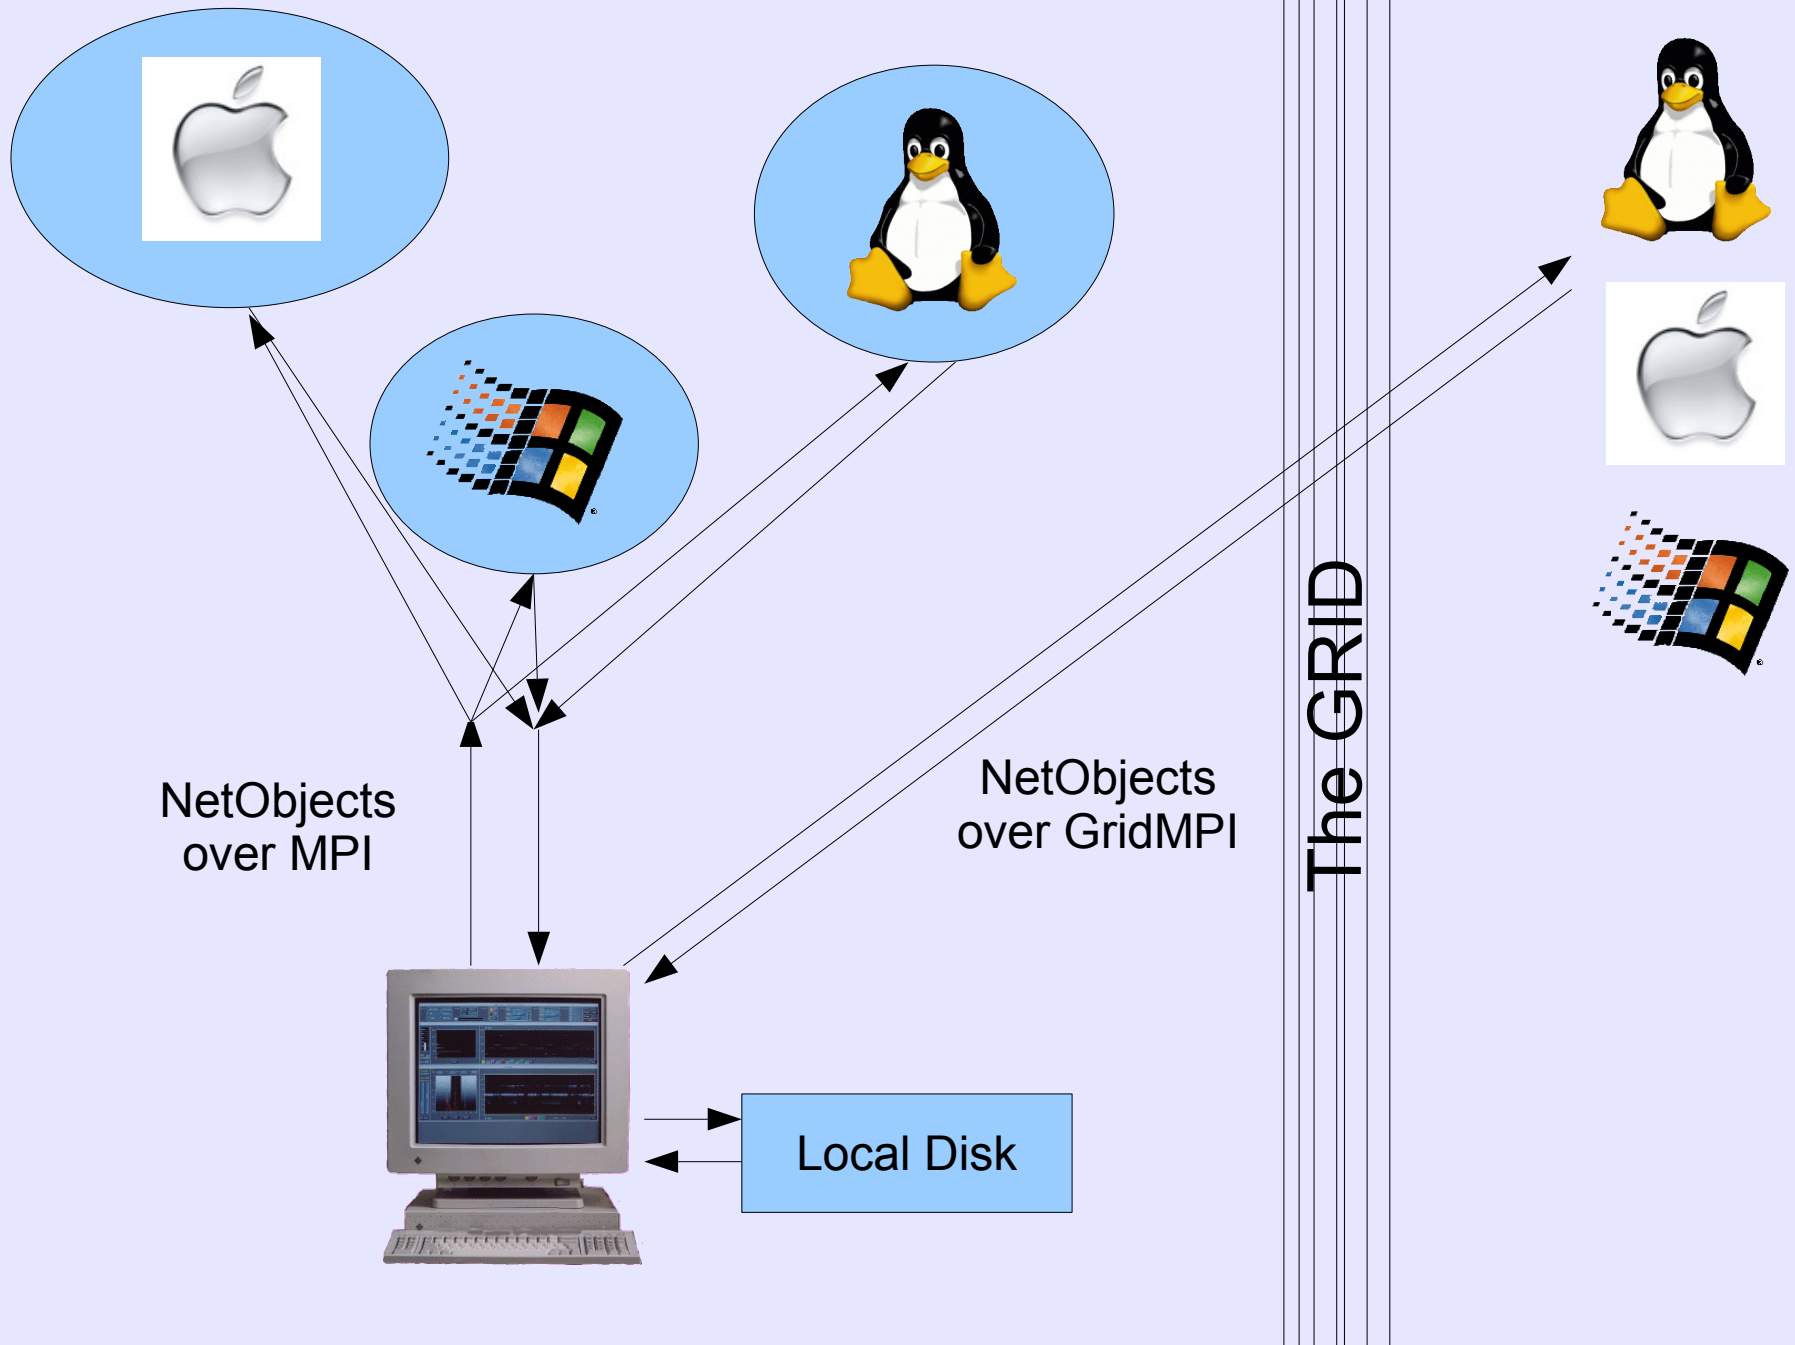 NetObjects
over MPI
NetObjects
over GridMPI
The GRID
Local Disk